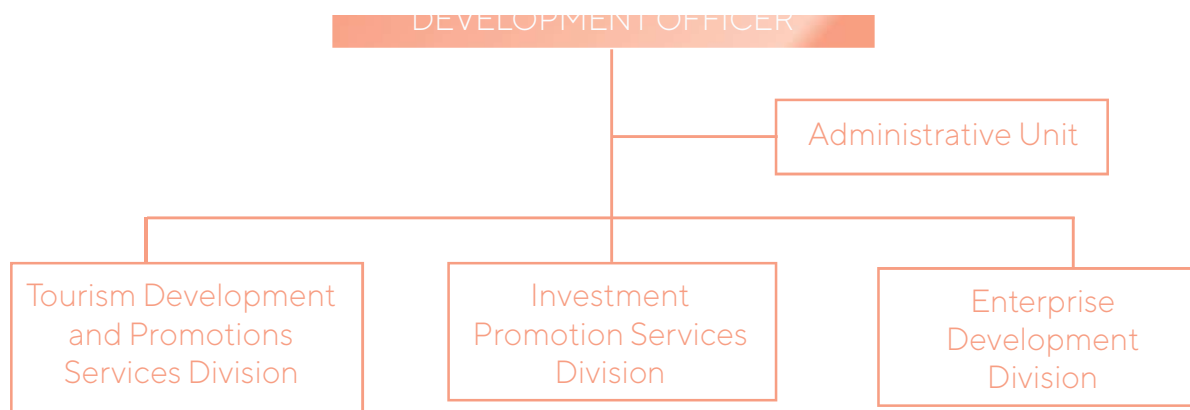 DEVELOPMENT OFFICER
Administrative Unit
Tourism Development
and Promotions
Services Division
Investment
Promotion Services
Division
Enterprise
Development
Division